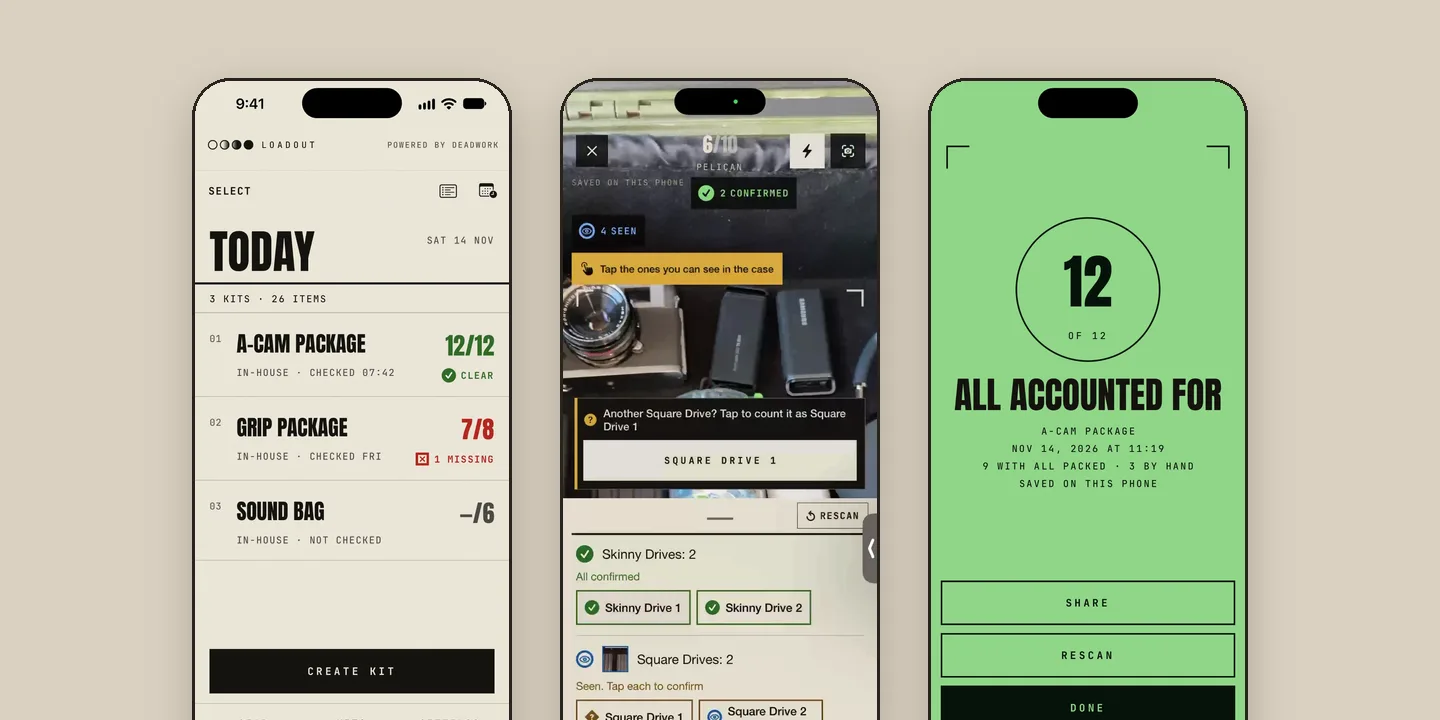 9:41
LOADOUT
POWERED BY DEADWORK
SELECT
TODAY
SAT 14 NOV
3 KITS · 26 ITEMS
01
A-CAM PACKAGE
12/12
IN-HOUSE · CHECKED 07:42
CLEAR
02
GRIP PACKAGE
7/8
IN-HOUSE · CHECKED FRI
1 MISSING
03
SOUND BAG
–/6
IN-HOUSE · NOT CHECKED
CREATE KIT
6/10
PELICAN
SAVED ON THIS PHONE
2 CONFIRMED
4 SEEN
Tap the ones you can see in the case
SAMSUNG
Another Square Drive? Tap to count it as Square
Drive 1
SQUARE DRIVE 1
RESCAN
Skinny Drives: 2
All confirmed
Skinny Drive 1
Skinny Drive 2
Square Drives: 2
Seen. Tap each to confirm
Square Drive 1
Square Drive 2
12
OF 12
ALL ACCOUNTED FOR
A-CAM PACKAGE
NOV 14, 2026 AT 11:19
9 WITH ALL PACKED · 3 BY HAND
SAVED ON THIS PHONE
SHARE
RESCAN
DONE